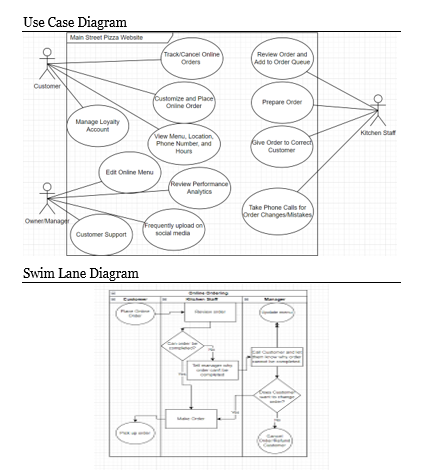 Use Case Diagram
Main Street Pizza Website
Track/Cancel Online
Orders
Review Order and
Add to Order Queue
Customer
Customize and Place
Online Order
Prepare Order
Manage Loyalty
Account
Kitchen Staff
View Menu, Location,
Phone Number, and
Hours
Give Order to Correct
Customer
Edit Online Menu
Review Performance
Analytics
Take Phone Calls for
Order Changes/Mistakes
Owner/Manager
Customer Support
Frequently upload on
social media
Swim Lane Diagram
Online Ordering
Customer
Kitchen Staff
Manager
Place Online
Order
Review order
Update menu
Can order be
completed?
Call Customer and let
them know why order
cannot be completed
No
Tell manager why
order can't be
completed
Yes
Does Customer
want to change
order?
Yes
Make Order
No
Pick up order
Cancel
Order/Refund
Customer